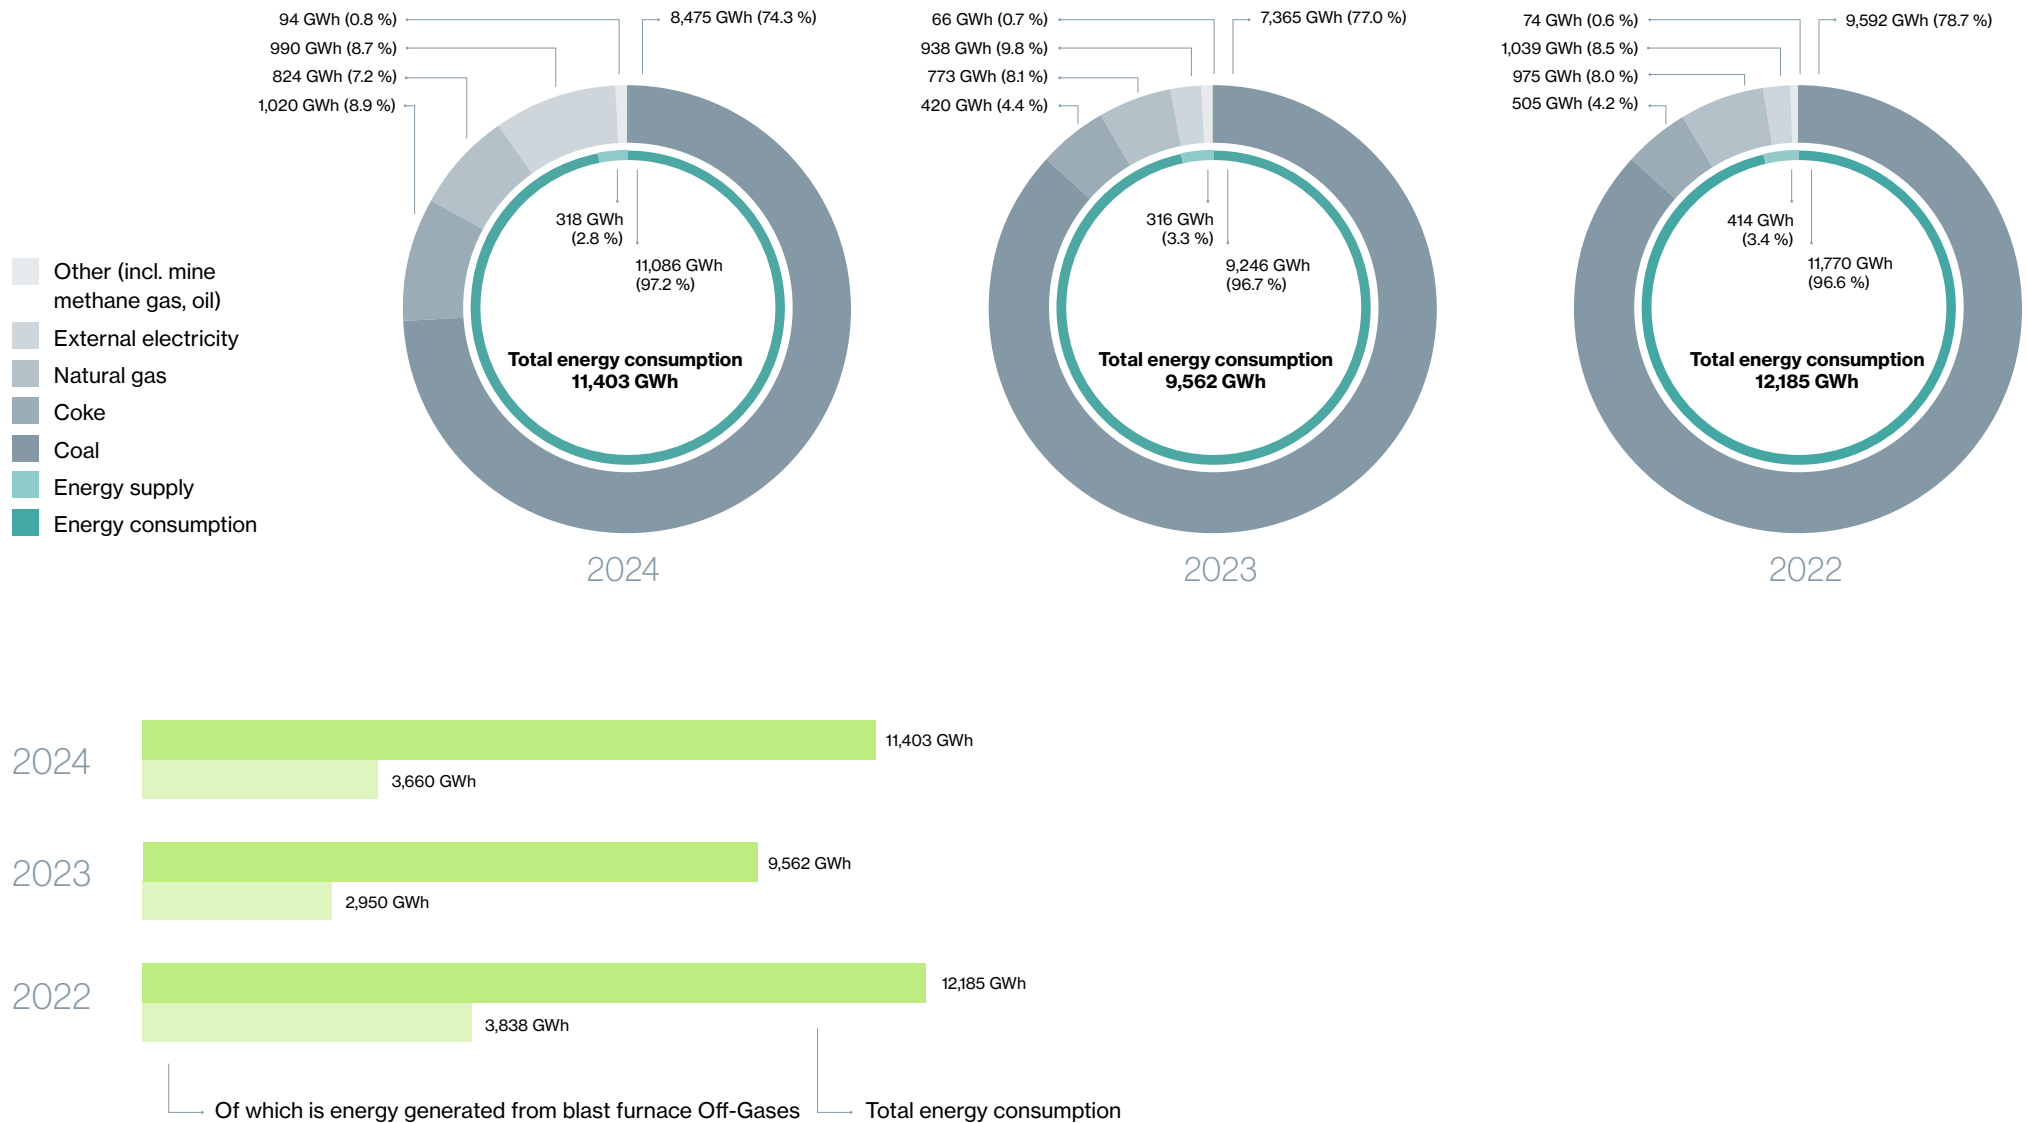 94 GWh (0.8 %)
990 GWh (8.7 %)
824 GWh (7.2 %)
1,020 GWh (8.9 %)
8,475 GWh (74.3 %)
318 GWh
(2.8 %)
11,086 GWh
(97.2 %)
Total energy consumption
11,403 GWh
2024
66 GWh (0.7 %)
938 GWh (9.8 %)
773 GWh (8.1 %)
420 GWh (4.4 %)
7,365 GWh (77.0 %)
316 GWh
(3.3 %)
9,246 GWh
(96.7 %)
Total energy consumption
9,562 GWh
2023
74 GWh (0.6 %)
1,039 GWh (8.5 %)
975 GWh (8.0 %)
505 GWh (4.2 %)
9,592 GWh (78.7 %)
414 GWh
(3.4 %)
11,770 GWh
(96.6 %)
Total energy consumption
12,185 GWh
2022
Other (incl. mine
methane gas, oil)
External electricity
Natural gas
Coke
Coal
Energy supply
Energy consumption
2024
11,403 GWh
3,660 GWh
2023
9,562 GWh
2,950 GWh
2022
12,185 GWh
3,838 GWh
Of which is energy generated from blast furnace Off-Gases
Total energy consumption